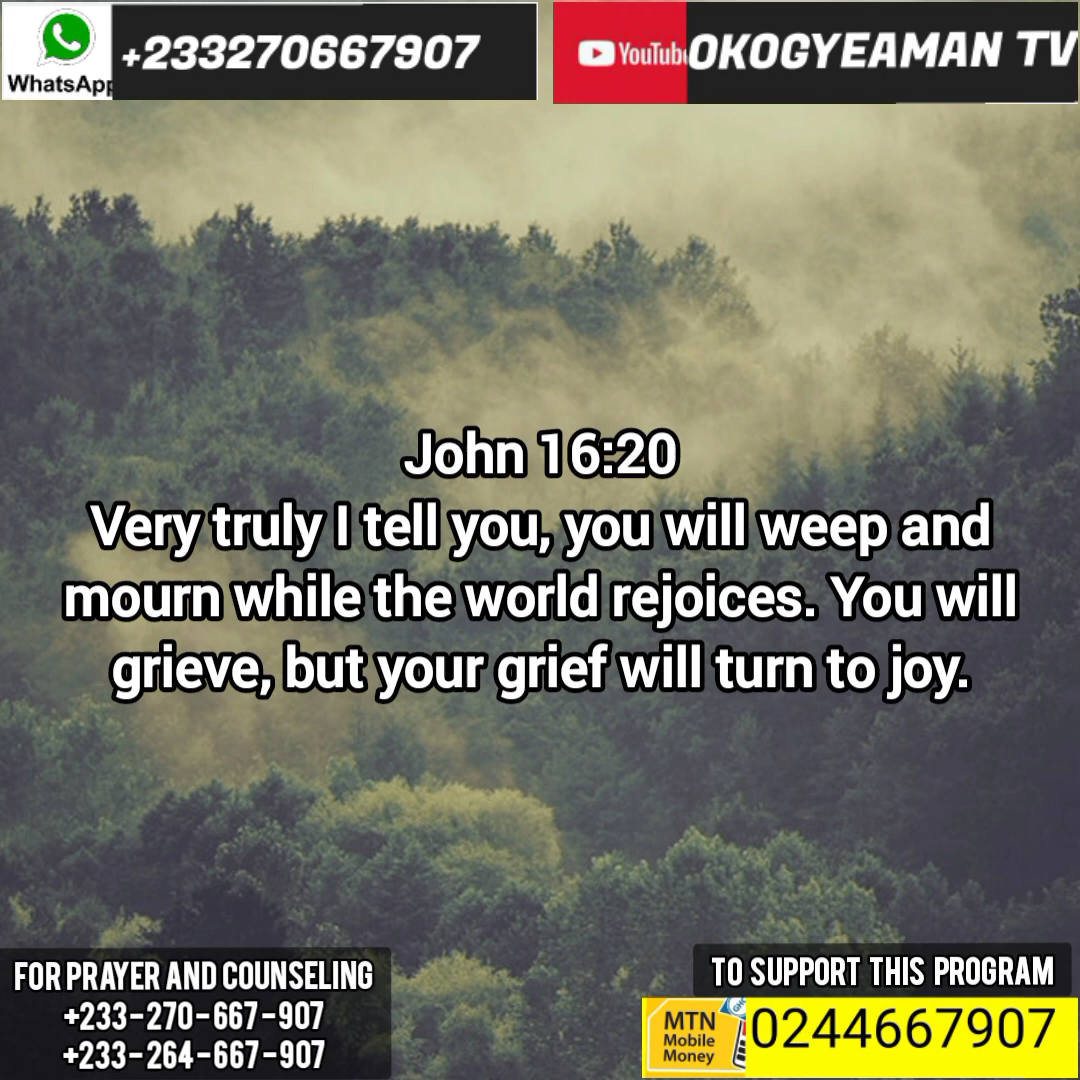 WhatsApp
+233270667907
YouTube
OKOGYEAMAN TV
John 16:20
Very truly I tell you, you will weep and
mourn while the world rejoices. You will
grieve, but your grief will turn to joy.
FOR PRAYER AND COUNSELING
+233-270-667-907
+233-264-667-907
TO SUPPORT THIS PROGRAM
MTN
Mobile
Money
0244667907